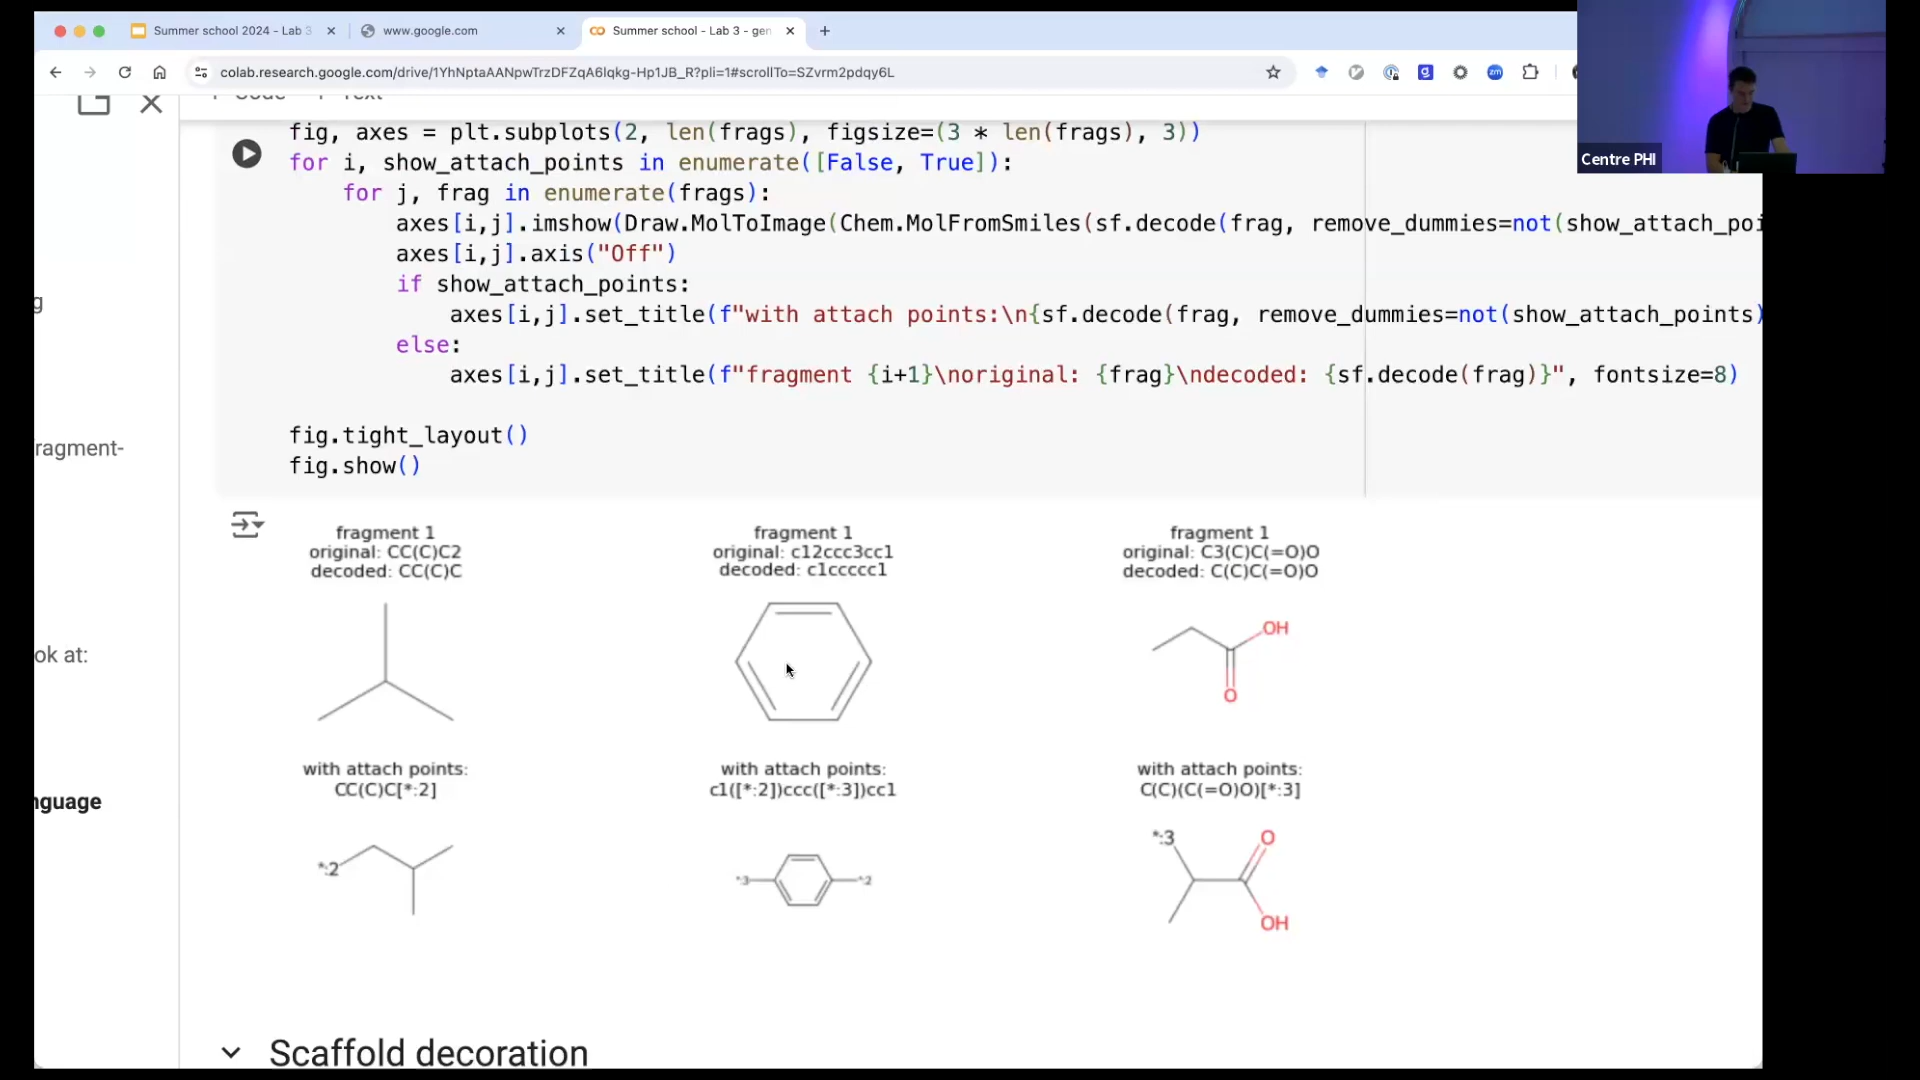 Summer school 2024 - Lab 3
www.google.com
Summer school - Lab 3 - gen
colab.research.google.com/drive/1YhNptaAANpwTrzDFZqA6lqkg-Hp1JB_R?pli=1#scrollTo=SZvrm2pdqy6L
Centre PHI
+ Code + Text
fig, axes = plt.subplots(2, len(frags), figsize=(3 * len(frags), 3))
for i, show_attach_points in enumerate([False, True]):
for j, frag in enumerate(frags):
axes[i,j].imshow(Draw.MolToImage(Chem.MolFromSmiles(sf.decode(frag, remove_dummies=not(show_attach_poi
axes[i,j].axis("Off")
if show_attach_points:
axes[i,j].set_title(f"with attach points:\n{sf.decode(frag, remove_dummies=not(show_attach_points)
else:
axes[i,j].set_title(f"fragment {i+1}\noriginal: {frag}\ndecoded: {sf.decode(frag)}", fontsize=8)
fig.tight_layout()
fig.show()
g
ragment-
ok at:
nguage
fragment 1
original: CC(C)C2
decoded: CC(C)C
fragment 1
original: c12ccc3cc1
decoded: c1ccccc1
fragment 1
original: C3(C)C(=O)O
decoded: C(C)C(=O)O
OH
O
with attach points:
CC(C)C[*:2]
with attach points:
c1([*:2])ccc([*:3])cc1
with attach points:
C(C)(C(=O)O)[*:3]
*:2
*:3
*:2
*:3
O
OH
Scaffold decoration